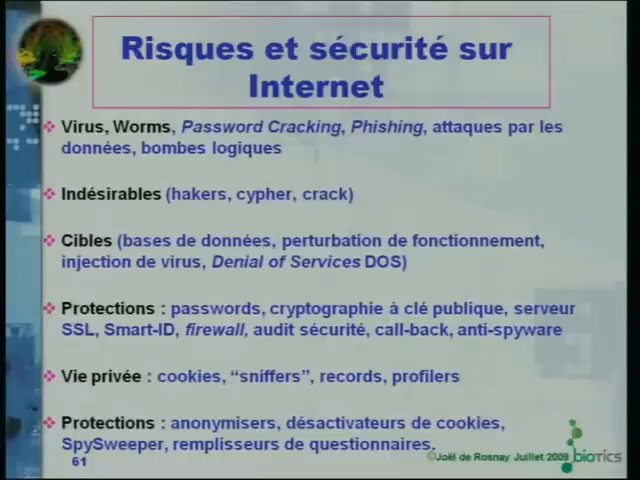 Risques et sécurité sur
Internet
Virus, Worms, Password Cracking, Phishing, attaques par les
données, bombes logiques
Indésirables (hakers, cypher, crack)
Cibles (bases de données, perturbation de fonctionnement,
injection de virus, Denial of Services DOS)
Protections : passwords, cryptographie à clé publique, serveur
SSL, Smart-ID, firewall, audit sécurité, call-back, anti-spyware
Vie privée : cookies, “sniffers”, records, profilers
Protections : anonymisers, désactivateurs de cookies,
SpySweeper, remplisseurs de questionnaires.
61
©Joël de Rosnay Juillet 2009
biotics